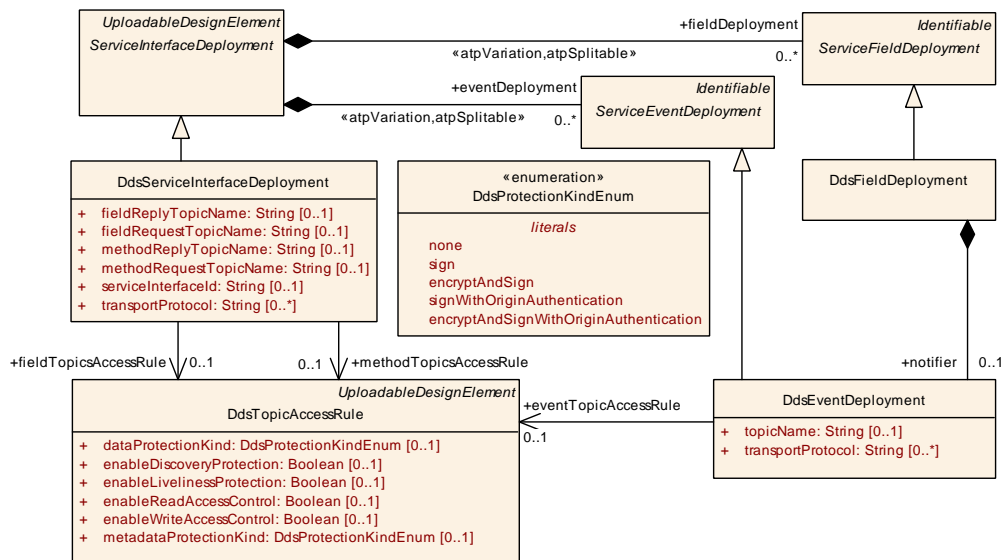 UploadableDesignElement
ServiceInterfaceDeployment
+fieldDeployment
«atpVariation,atpSplitable»
0..*
Identifiable
ServiceFieldDeployment
+eventDeployment
«atpVariation,atpSplitable»
0..*
Identifiable
ServiceEventDeployment
DdsServiceInterfaceDeployment
+ fieldReplyTopicName: String [0..1]
+ fieldRequestTopicName: String [0..1]
+ methodReplyTopicName: String [0..1]
+ methodRequestTopicName: String [0..1]
+ serviceInterfaceId: String [0..1]
+ transportProtocol: String [0..*]
«enumeration»
DdsProtectionKindEnum
literals
none
sign
encryptAndSign
signWithOriginAuthentication
encryptAndSignWithOriginAuthentication
DdsFieldDeployment
+fieldTopicsAccessRule
0..1
0..1
+methodTopicsAccessRule
+notifier
0..1
UploadableDesignElement
DdsTopicAccessRule
+ dataProtectionKind: DdsProtectionKindEnum [0..1]
+ enableDiscoveryProtection: Boolean [0..1]
+ enableLivelinessProtection: Boolean [0..1]
+ enableReadAccessControl: Boolean [0..1]
+ enableWriteAccessControl: Boolean [0..1]
+ metadataProtectionKind: DdsProtectionKindEnum [0..1]
+eventTopicAccessRule
0..1
DdsEventDeployment
+ topicName: String [0..1]
+ transportProtocol: String [0..*]